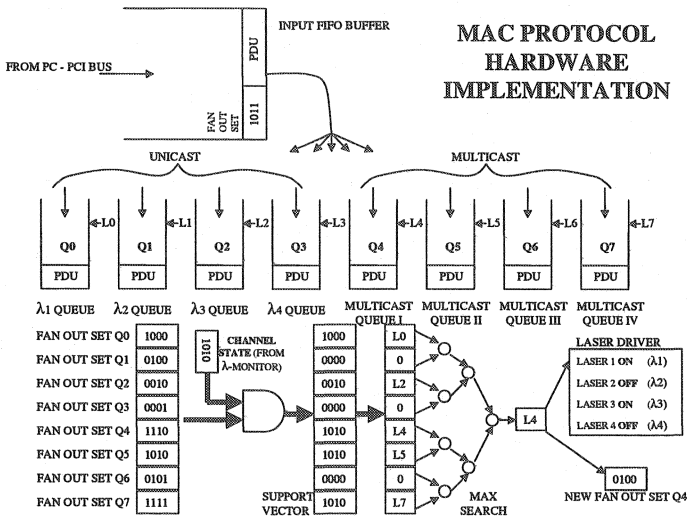 MAC PROTOCOL
HARDWARE
IMPLEMENTATION
INPUT FIFO BUFFER
FROM PC - PCI BUS
PDU
FAN
OUT
SET
1011
UNICAST
MULTICAST
L0
L1
L2
L3
L4
L5
L6
L7
Q0
Q1
Q2
Q3
Q4
Q5
Q6
Q7
PDU
PDU
PDU
PDU
PDU
PDU
PDU
PDU
λ1 QUEUE
λ2 QUEUE
λ3 QUEUE
λ4 QUEUE
MULTICAST
QUEUE I
MULTICAST
QUEUE II
MULTICAST
QUEUE III
MULTICAST
QUEUE IV
FAN OUT SET Q0 1000
FAN OUT SET Q1 0100
FAN OUT SET Q2 0010
FAN OUT SET Q3 0001
FAN OUT SET Q4 1110
FAN OUT SET Q5 1010
FAN OUT SET Q6 0101
FAN OUT SET Q7 1111
1010
CHANNEL
STATE (FROM
λ-MONITOR)
1000
0000
0010
0000
1010
1010
0000
1010
SUPPORT
VECTOR
L0
0
L2
0
L4
L5
0
L7
MAX
SEARCH
L4
LASER DRIVER
LASER 1 ON (λ1)
LASER 2 OFF (λ2)
LASER 3 ON (λ3)
LASER 4 OFF (λ4)
0100
NEW FAN OUT SET Q4